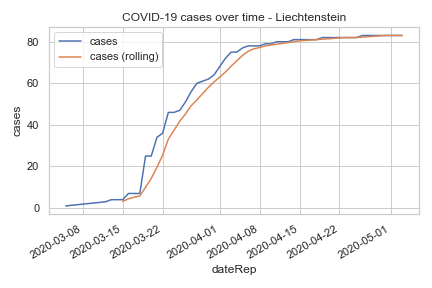 COVID-19 cases over time - Liechtenstein
cases
cases (rolling)
80
60
40
20
0
cases
2020-03-08
2020-03-15
2020-03-22
2020-04-01
2020-04-08
2020-04-15
2020-04-22
2020-05-01
dateRep